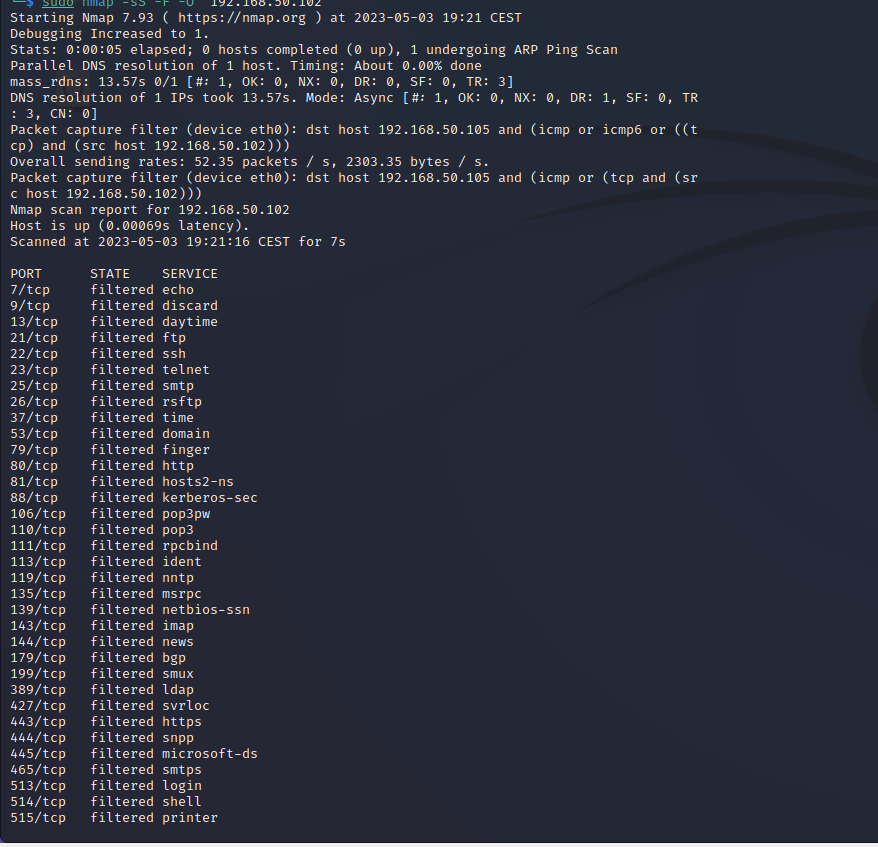 └─$ sudo nmap -sS -F -O  192.168.50.102
Starting Nmap 7.93 ( https://nmap.org ) at 2023-05-03 19:21 CEST
Debugging Increased to 1.
Stats: 0:00:05 elapsed; 0 hosts completed (0 up), 1 undergoing ARP Ping Scan
Parallel DNS resolution of 1 host. Timing: About 0.00% done
mass_rdns: 13.57s 0/1 [#: 1, OK: 0, NX: 0, DR: 0, SF: 0, TR: 3]
DNS resolution of 1 IPs took 13.57s. Mode: Async [#: 1, OK: 0, NX: 0, DR: 1, SF: 0, TR
: 3, CN: 0]
Packet capture filter (device eth0): dst host 192.168.50.105 and (icmp or icmp6 or ((t
cp) and (src host 192.168.50.102)))
Overall sending rates: 52.35 packets / s, 2303.35 bytes / s.
Packet capture filter (device eth0): dst host 192.168.50.105 and (icmp or (tcp and (sr
c host 192.168.50.102)))
Nmap scan report for 192.168.50.102
Host is up (0.00069s latency).
Scanned at 2023-05-03 19:21:16 CEST for 7s
PORT      STATE    SERVICE
7/tcp     filtered echo
9/tcp     filtered discard
13/tcp    filtered daytime
21/tcp    filtered ftp
22/tcp    filtered ssh
23/tcp    filtered telnet
25/tcp    filtered smtp
26/tcp    filtered rsftp
37/tcp    filtered time
53/tcp    filtered domain
79/tcp    filtered finger
80/tcp    filtered http
81/tcp    filtered hosts2-ns
88/tcp    filtered kerberos-sec
106/tcp   filtered pop3pw
110/tcp   filtered pop3
111/tcp   filtered rpcbind
113/tcp   filtered ident
119/tcp   filtered nntp
135/tcp   filtered msrpc
139/tcp   filtered netbios-ssn
143/tcp   filtered imap
144/tcp   filtered news
179/tcp   filtered bgp
199/tcp   filtered smux
389/tcp   filtered ldap
427/tcp   filtered svrloc
443/tcp   filtered https
444/tcp   filtered snpp
445/tcp   filtered microsoft-ds
465/tcp   filtered smtps
513/tcp   filtered login
514/tcp   filtered shell
515/tcp   filtered printer